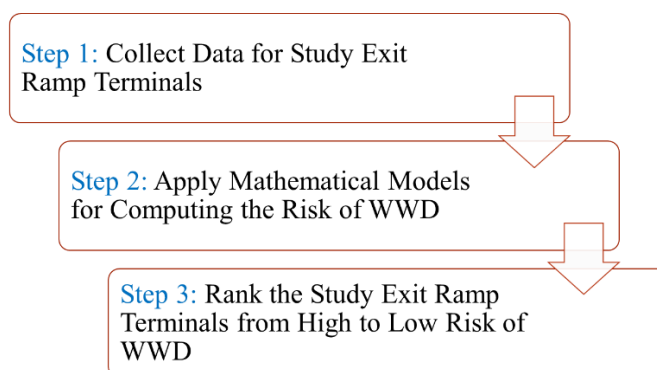 Step 1: Collect Data for Study Exit
Ramp Terminals
Step 2: Apply Mathematical Models
for Computing the Risk of WWD
Step 3: Rank the Study Exit Ramp
Terminals from High to Low Risk of
WWD